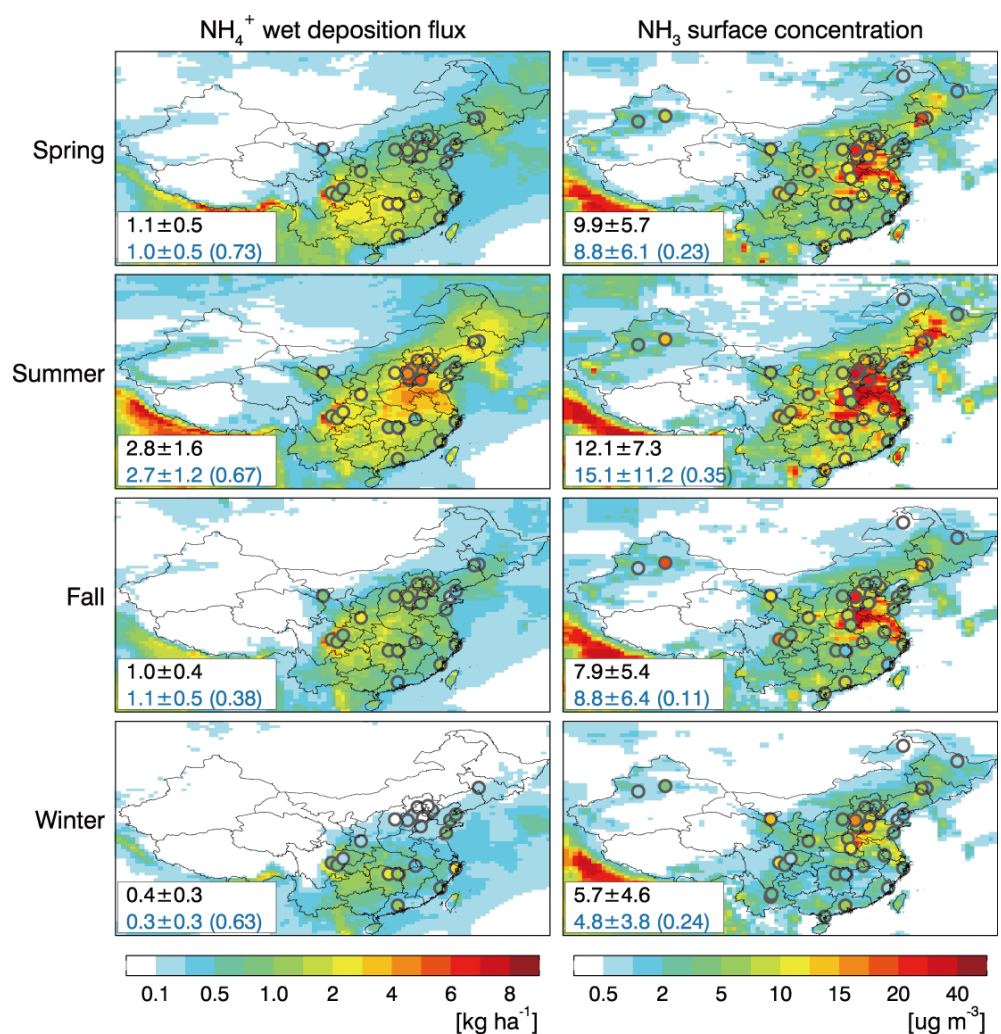 NH₄⁺ wet deposition flux
NH₃ surface concentration
Spring
1.1±0.5
1.0±0.5 (0.73)
9.9±5.7
8.8±6.1 (0.23)
Summer
2.8±1.6
2.7±1.2 (0.67)
12.1±7.3
15.1±11.2 (0.35)
Fall
1.0±0.4
1.1±0.5 (0.38)
7.9±5.4
8.8±6.4 (0.11)
Winter
0.4±0.3
0.3±0.3 (0.63)
5.7±4.6
4.8±3.8 (0.24)
0.1 0.5 1.0 2 4 6 8
[kg ha⁻¹]
0.5 2 5 10 15 20 40
[ug m⁻³]